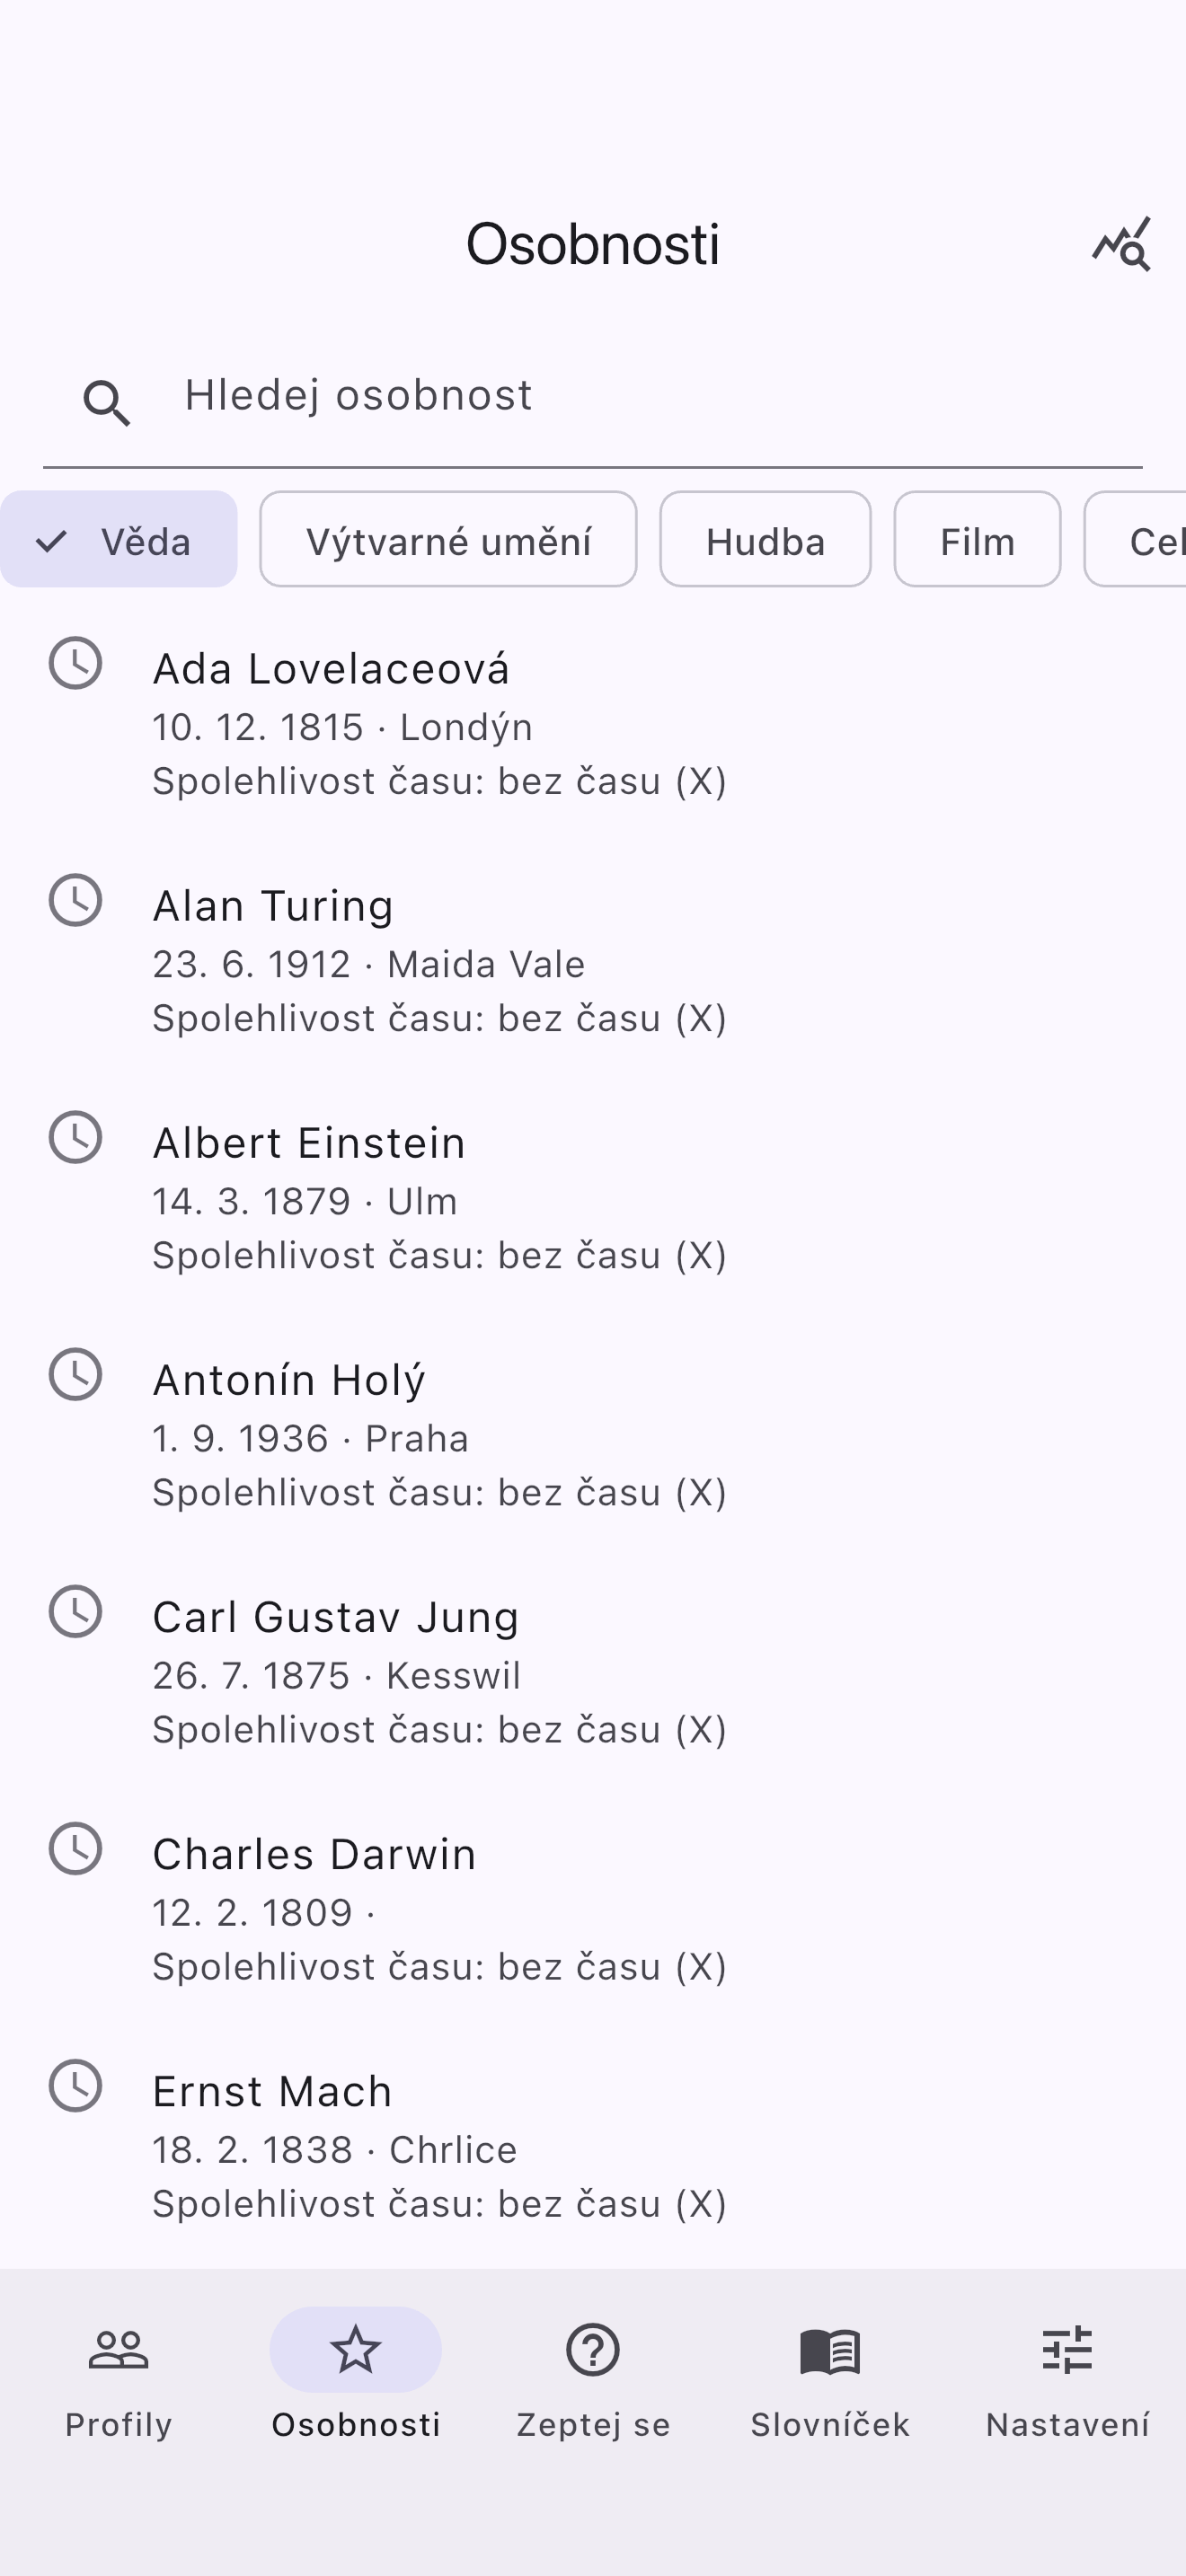 Osobnosti
Hledej osobnost
Věda
Výtvarné umění
Hudba
Film
Ada Lovelaceová
10. 12. 1815 · Londýn
Spolehlivost času: bez času (X)
Alan Turing
23. 6. 1912 · Maida Vale
Spolehlivost času: bez času (X)
Albert Einstein
14. 3. 1879 · Ulm
Spolehlivost času: bez času (X)
Antonín Holý
1. 9. 1936 · Praha
Spolehlivost času: bez času (X)
Carl Gustav Jung
26. 7. 1875 · Kesswil
Spolehlivost času: bez času (X)
Charles Darwin
12. 2. 1809 ·
Spolehlivost času: bez času (X)
Ernst Mach
18. 2. 1838 · Chrlice
Spolehlivost času: bez času (X)
Profily
Osobnosti
Zeptej se
Slovníček
Nastavení